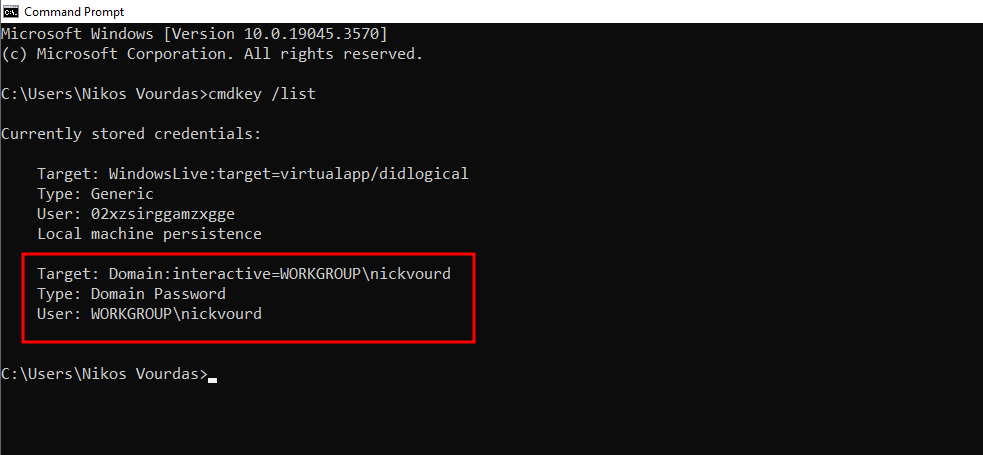 Command Prompt
Microsoft Windows [Version 10.0.19045.3570]
(c) Microsoft Corporation. All rights reserved.
C:\Users\Nikos Vourdas>cmdkey /list
Currently stored credentials:
Target: WindowsLive:target=virtualapp/didlogical
Type: Generic
User: 02xzsirggamzxgge
Local machine persistence
Target: Domain:interactive=WORKGROUP\nickvourd
Type: Domain Password
User: WORKGROUP\nickvourd
C:\Users\Nikos Vourdas>